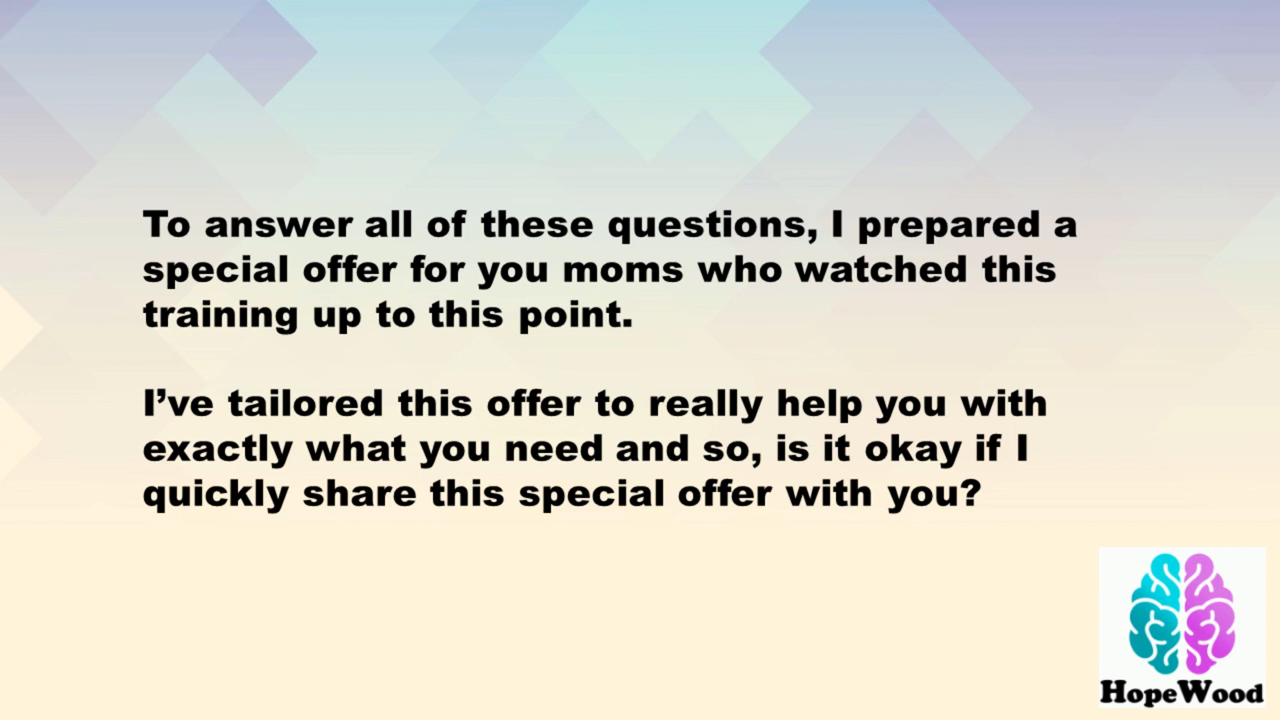 To answer all of these questions, I prepared a
special offer for you moms who watched this
training up to this point.
I’ve tailored this offer to really help you with
exactly what you need and so, is it okay if I
quickly share this special offer with you?
HopeWood